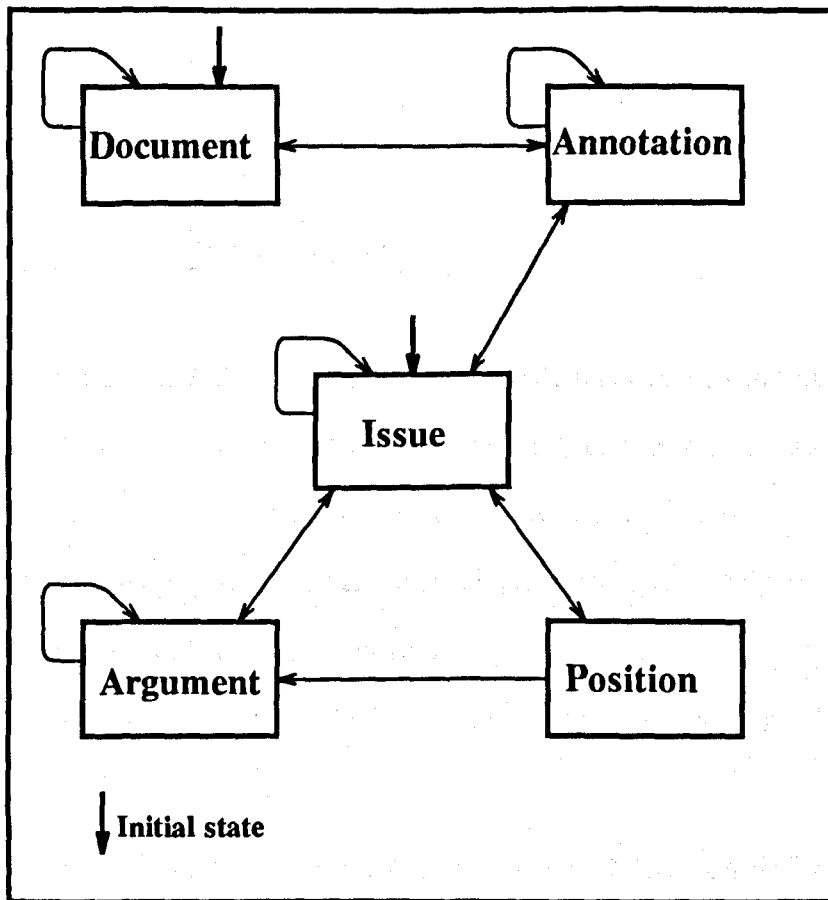 Document
Annotation
Issue
Argument
Position
Initial state